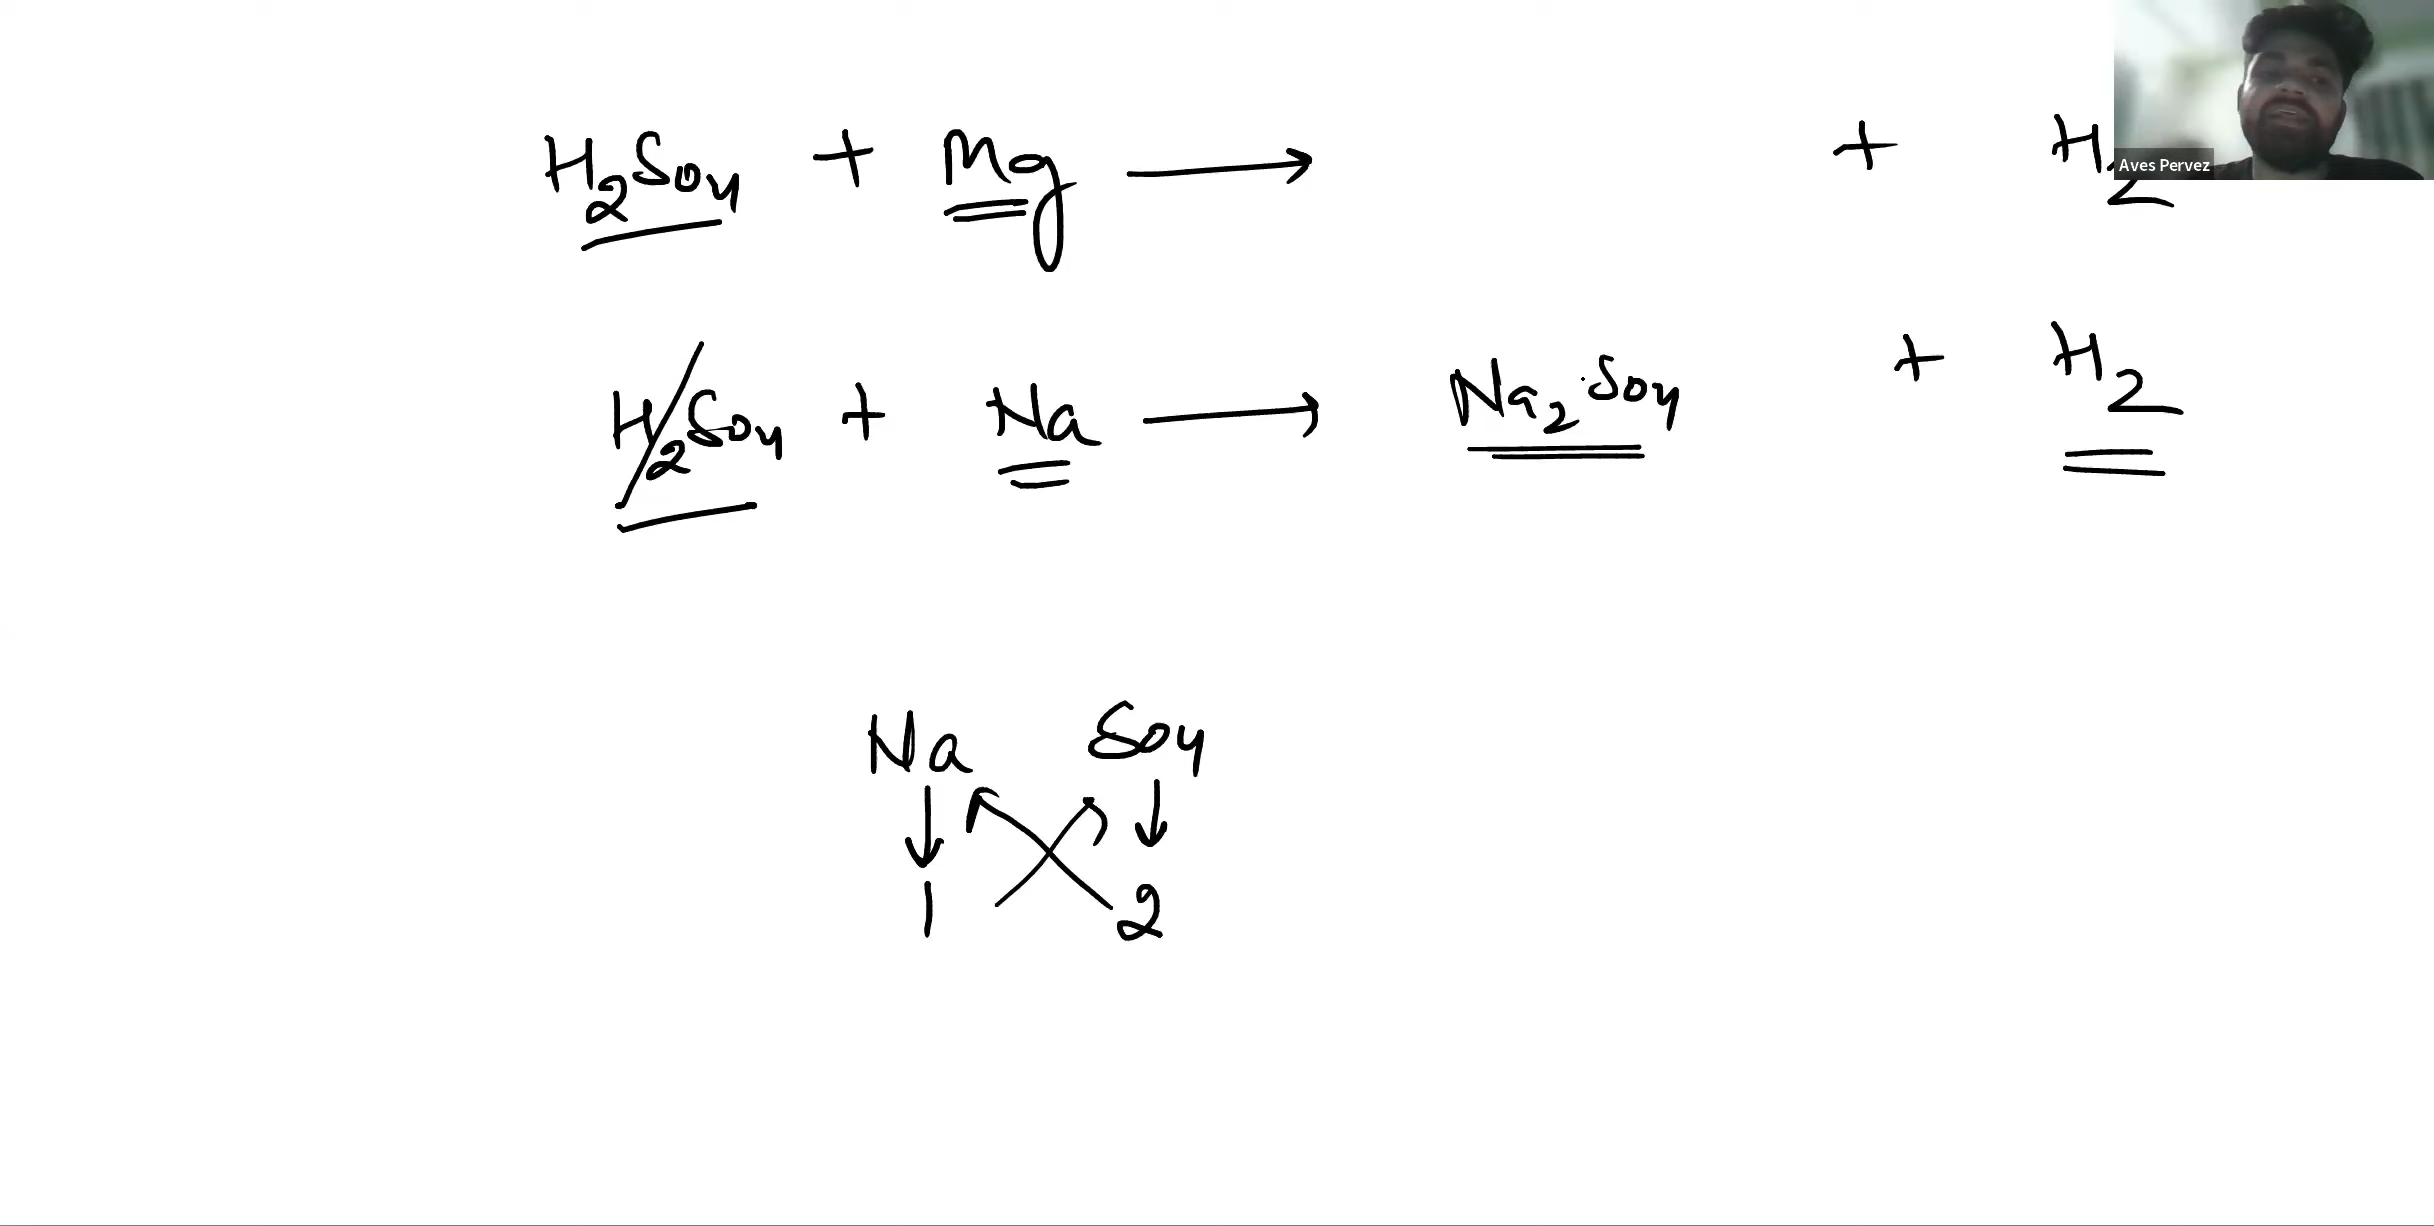 H₂SO₄ + Mg ⟶ + H₂
Aves Pervez
H₂SO₄ + Na ⟶ Na₂SO₄ + H₂
Na SO₄
↓ ↓
1 2